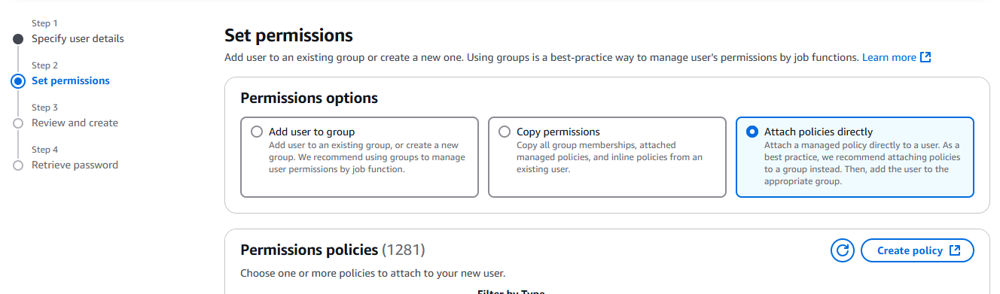 Step 1
Specify user details
Step 2
Set permissions
Step 3
Review and create
Step 4
Retrieve password
Set permissions
Add user to an existing group or create a new one. Using groups is a best-practice way to manage user's permissions by job functions. Learn more
Permissions options
Add user to group
Add user to an existing group, or create a new
group. We recommend using groups to manage
user permissions by job function.
Copy permissions
Copy all group memberships, attached
managed policies, and inline policies from an
existing user.
Attach policies directly
Attach a managed policy directly to a user. As a
best practice, we recommend attaching policies
to a group instead. Then, add the user to the
appropriate group.
Permissions policies (1281)
Create policy
Choose one or more policies to attach to your new user.
Filter by Type